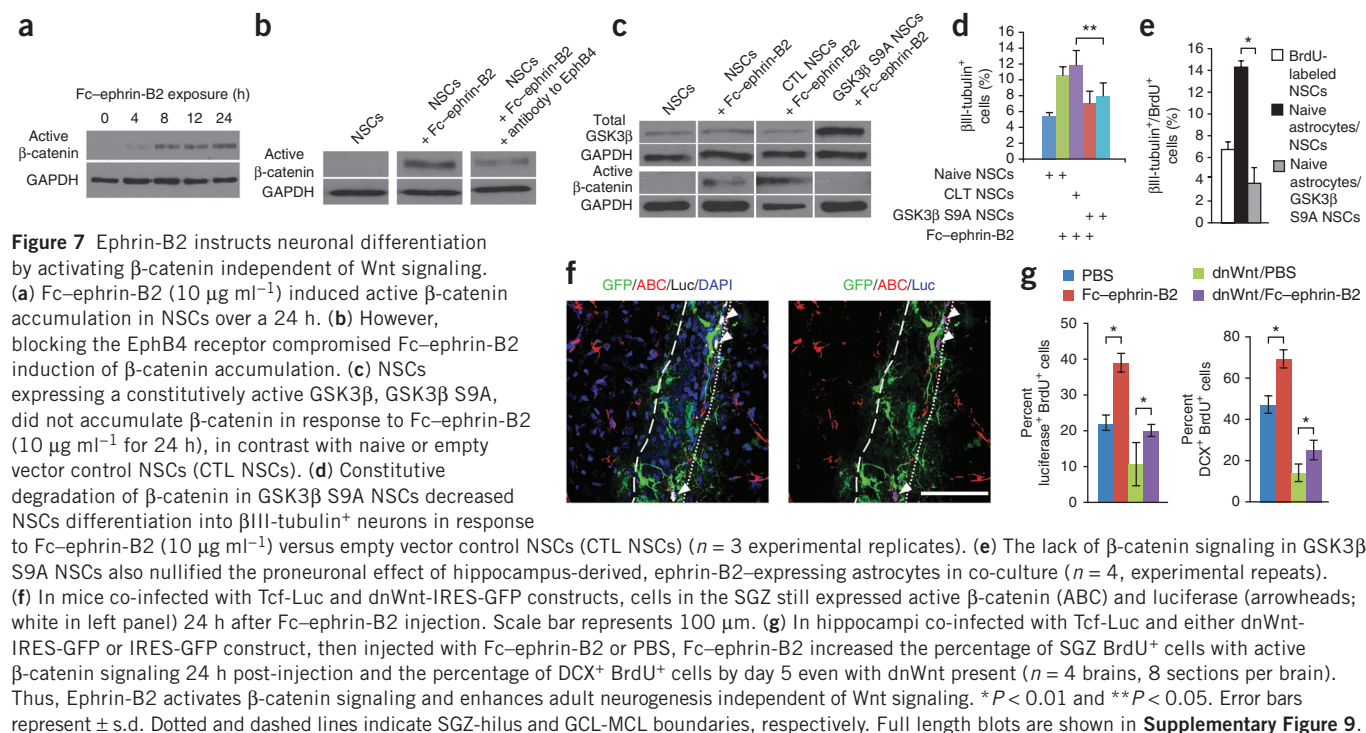 a
Fc–ephrin-B2 exposure (h)
0 4 8 12 24
Active
β-catenin
GAPDH
b
NSCs
NSCs
+ Fc–ephrin-B2
NSCs
+ Fc–ephrin-B2
+ antibody to EphB4
Active
β-catenin
GAPDH
c
NSCs
NSCs
+ Fc–ephrin-B2
CTL NSCs
+ Fc–ephrin-B2
GSK3β S9A NSCs
+ Fc–ephrin-B2
Total
GSK3β
GAPDH
Active
β-catenin
GAPDH
d
βIII-tubulin+
cells (%)
16
14
12
10
8
6
4
2
0
**
Naive NSCs + +
CLT NSCs +
GSK3β S9A NSCs + +
Fc–ephrin-B2 + + +
e
βIII-tubulin+/BrdU+
cells (%)
16
14
12
10
8
6
4
2
0
*
BrdU-
labeled
NSCs
Naive
astrocytes/
NSCs
Naive
astrocytes/
GSK3β
S9A NSCs
Figure 7 Ephrin-B2 instructs neuronal differentiation
by activating β-catenin independent of Wnt signaling.
(a) Fc–ephrin-B2 (10 µg ml−1) induced active β-catenin
accumulation in NSCs over a 24 h. (b) However,
blocking the EphB4 receptor compromised Fc–ephrin-B2
induction of β-catenin accumulation. (c) NSCs
expressing a constitutively active GSK3β, GSK3β S9A,
did not accumulate β-catenin in response to Fc–ephrin-B2
(10 µg ml−1 for 24 h), in contrast with naive or empty
vector control NSCs (CTL NSCs). (d) Constitutive
degradation of β-catenin in GSK3β S9A NSCs decreased
NSCs differentiation into βIII-tubulin+ neurons in response
to Fc–ephrin-B2 (10 µg ml−1) versus empty vector control NSCs (CTL NSCs) (n = 3 experimental replicates). (e) The lack of β-catenin signaling in GSK3β
S9A NSCs also nullified the proneuronal effect of hippocampus-derived, ephrin-B2–expressing astrocytes in co-culture (n = 4, experimental repeats).
(f) In mice co-infected with Tcf-Luc and dnWnt-IRES-GFP constructs, cells in the SGZ still expressed active β-catenin (ABC) and luciferase (arrowheads;
white in left panel) 24 h after Fc–ephrin-B2 injection. Scale bar represents 100 µm. (g) In hippocampi co-infected with Tcf-Luc and either dnWnt-
IRES-GFP or IRES-GFP construct, then injected with Fc–ephrin-B2 or PBS, Fc–ephrin-B2 increased the percentage of SGZ BrdU+ cells with active
β-catenin signaling 24 h post-injection and the percentage of DCX+ BrdU+ cells by day 5 even with dnWnt present (n = 4 brains, 8 sections per brain).
Thus, Ephrin-B2 activates β-catenin signaling and enhances adult neurogenesis independent of Wnt signaling. *P < 0.01 and **P < 0.05. Error bars
represent ± s.d. Dotted and dashed lines indicate SGZ-hilus and GCL-MCL boundaries, respectively. Full length blots are shown in Supplementary Figure 9.
f
GFP/ABC/Luc/DAPI
GFP/ABC/Luc
g
PBS
Fc–ephrin-B2
dnWnt/PBS
dnWnt/Fc–ephrin-B2
Percent
luciferase+ BrdU+ cells
50
40
30
20
10
0
*
*
Percent
DCX+ BrdU+ cells
80
60
40
20
0
*
*